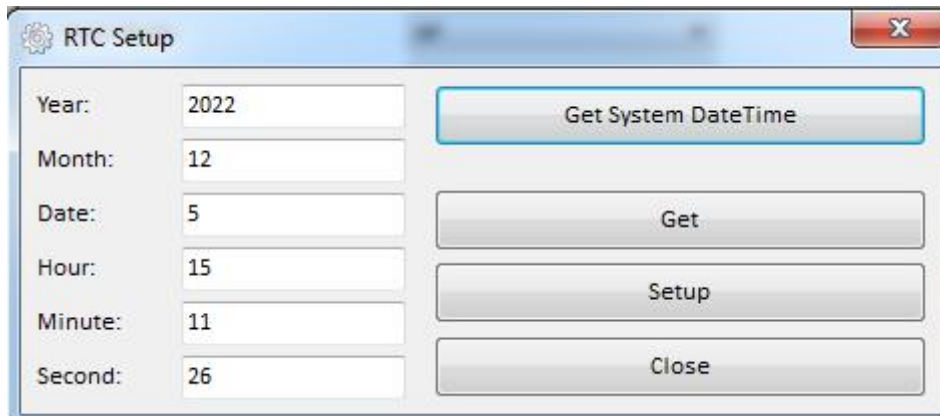 RTC Setup
Year: 2022
Get System DateTime
Month: 12
Date: 5
Get
Hour: 15
Setup
Minute: 11
Close
Second: 26